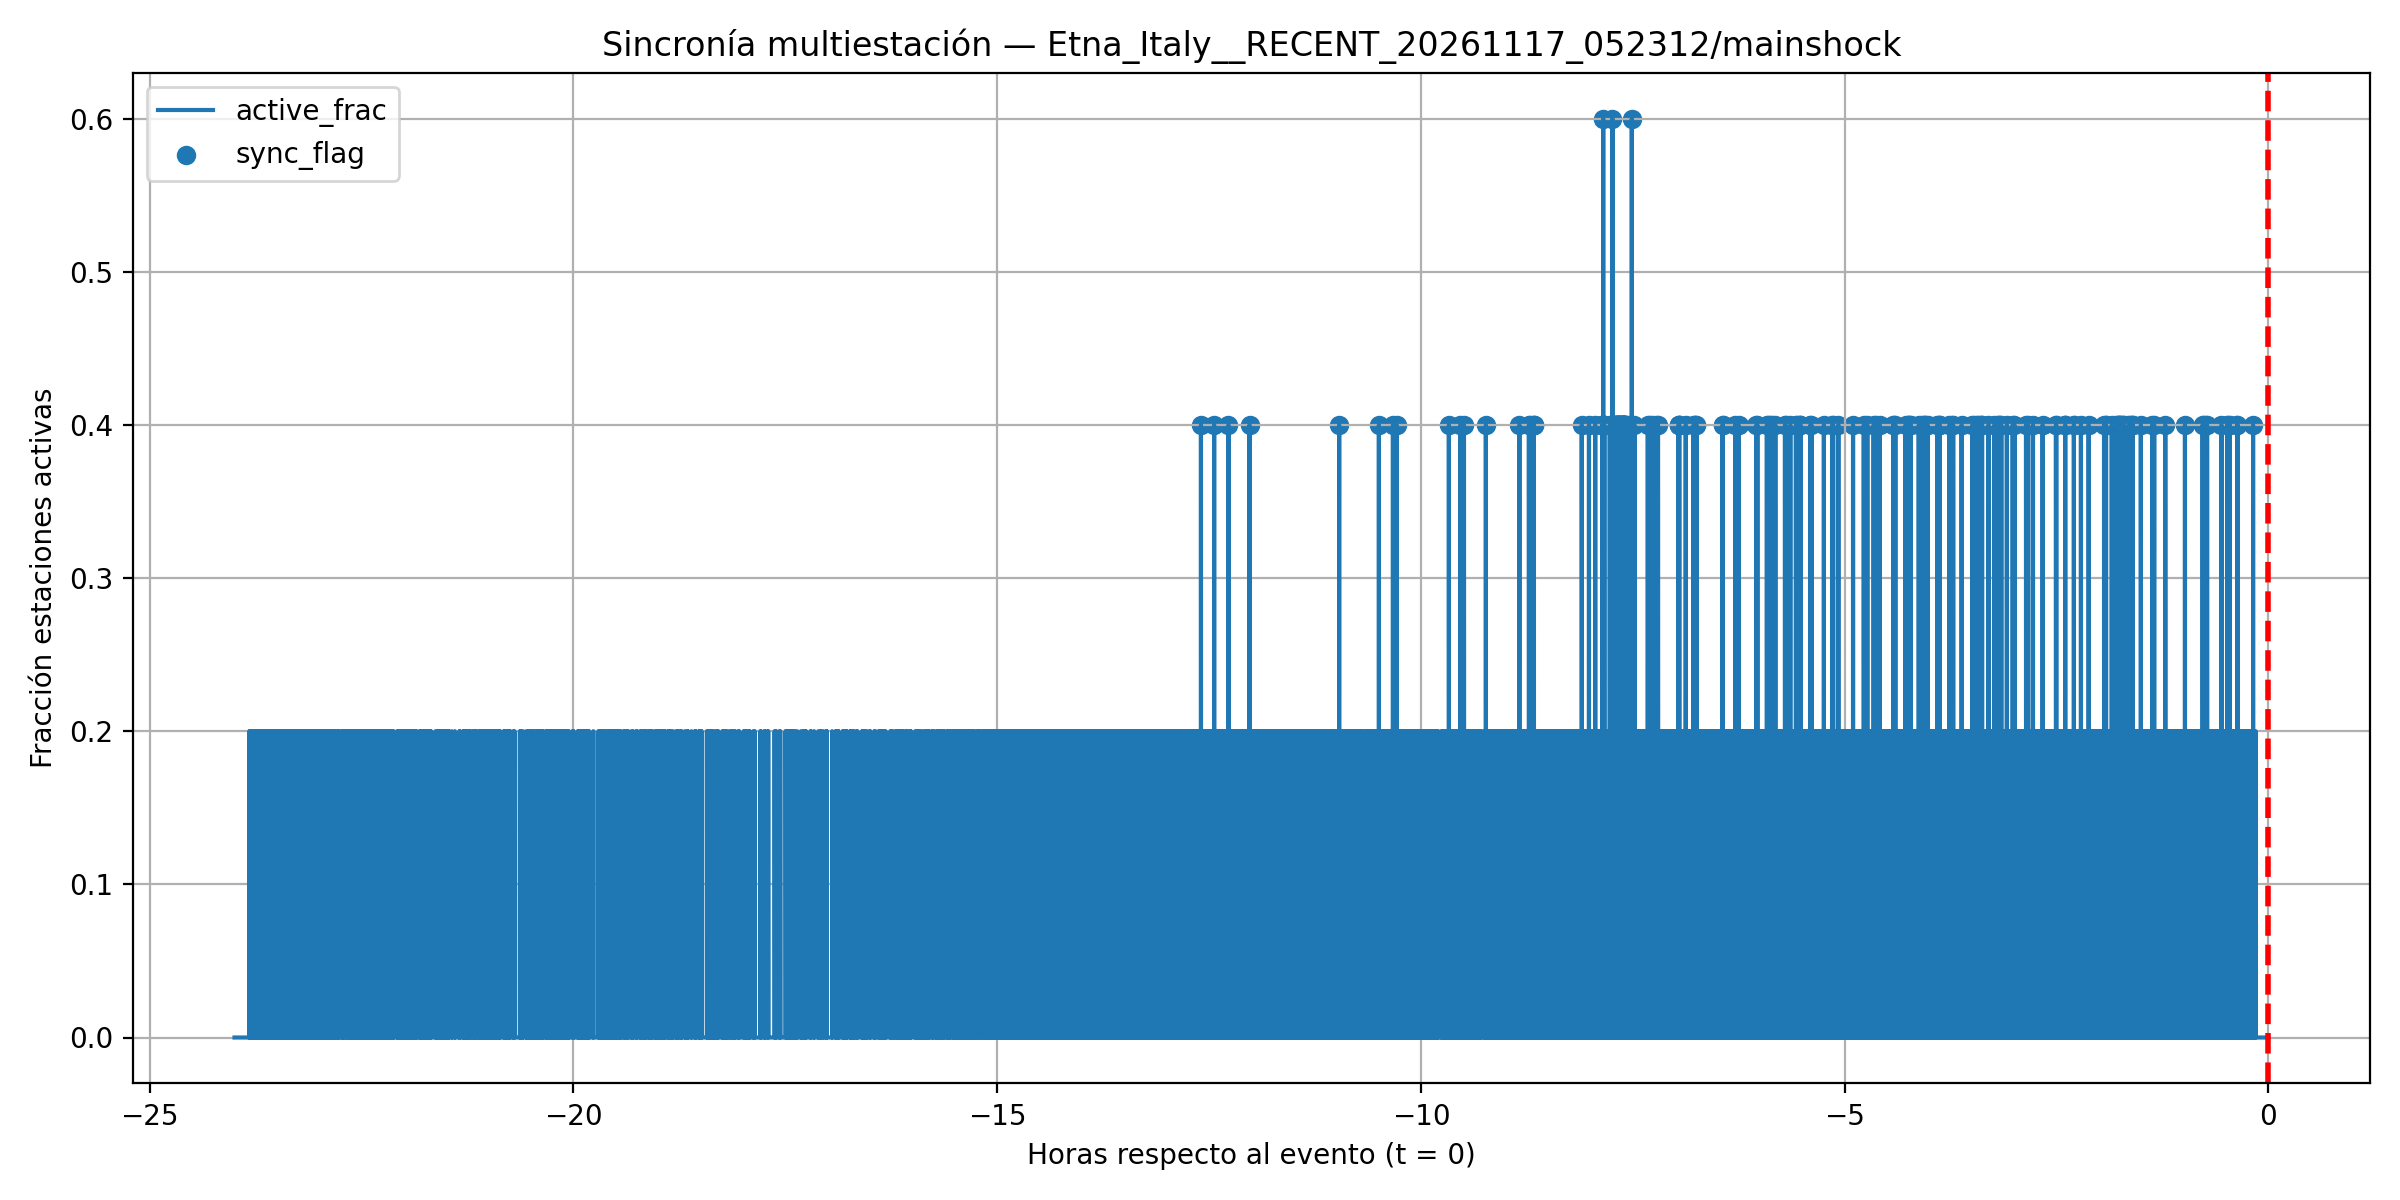 Sincronía multiestación — Etna_Italy__RECENT_20261117_052312/mainshock
active_frac
sync_flag
Fracción estaciones activas
0.6
0.5
0.4
0.3
0.2
0.1
0.0
−25 −20 −15 −10 −5 0
Horas respecto al evento (t = 0)